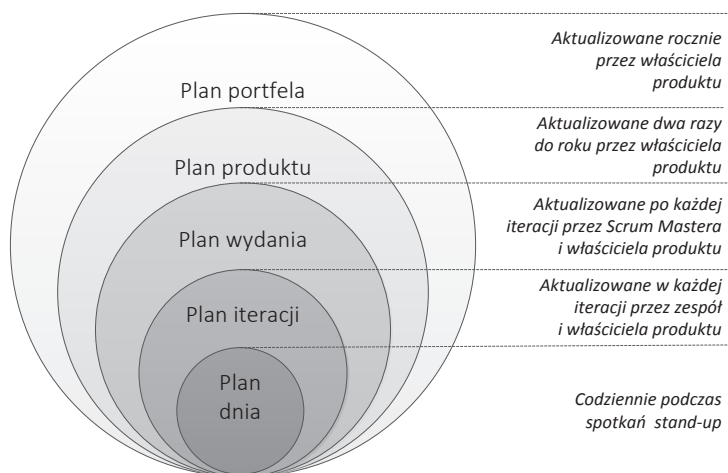 Plan portfela
Aktualizowane rocznie
przez właściciela
produktu
Plan produktu
Aktualizowane dwa razy
do roku przez właściciela
produktu
Plan wydania
Aktualizowane po każdej
iteracji przez Scrum Mastera
i właściciela produktu
Plan iteracji
Aktualizowane w każdej
iteracji przez zespół
i właściciela produktu
Plan
dnia
Codziennie podczas
spotkań stand-up